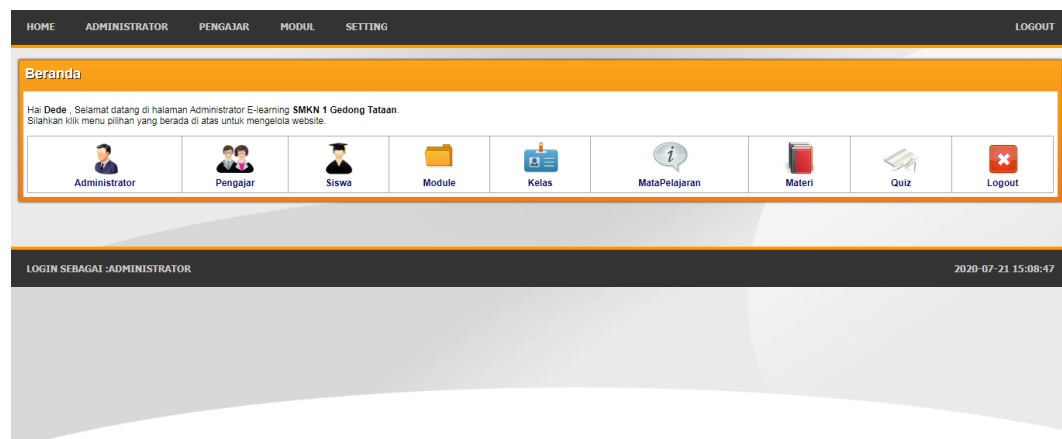 HOME ADMINISTRATOR PENGAJAR MODUL SETTING LOGOUT
Beranda
Hai Dede , Selamat datang di halaman Administrator E-learning SMKN 1 Gedong Tataan.
Silahkan klik menu pilihan yang berada di atas untuk mengelola website.
Administrator Pengajar Siswa Module Kelas MataPelajaran Materi Quiz Logout
LOGIN SEBAGAI :ADMINISTRATOR 2020-07-21 15:08:47